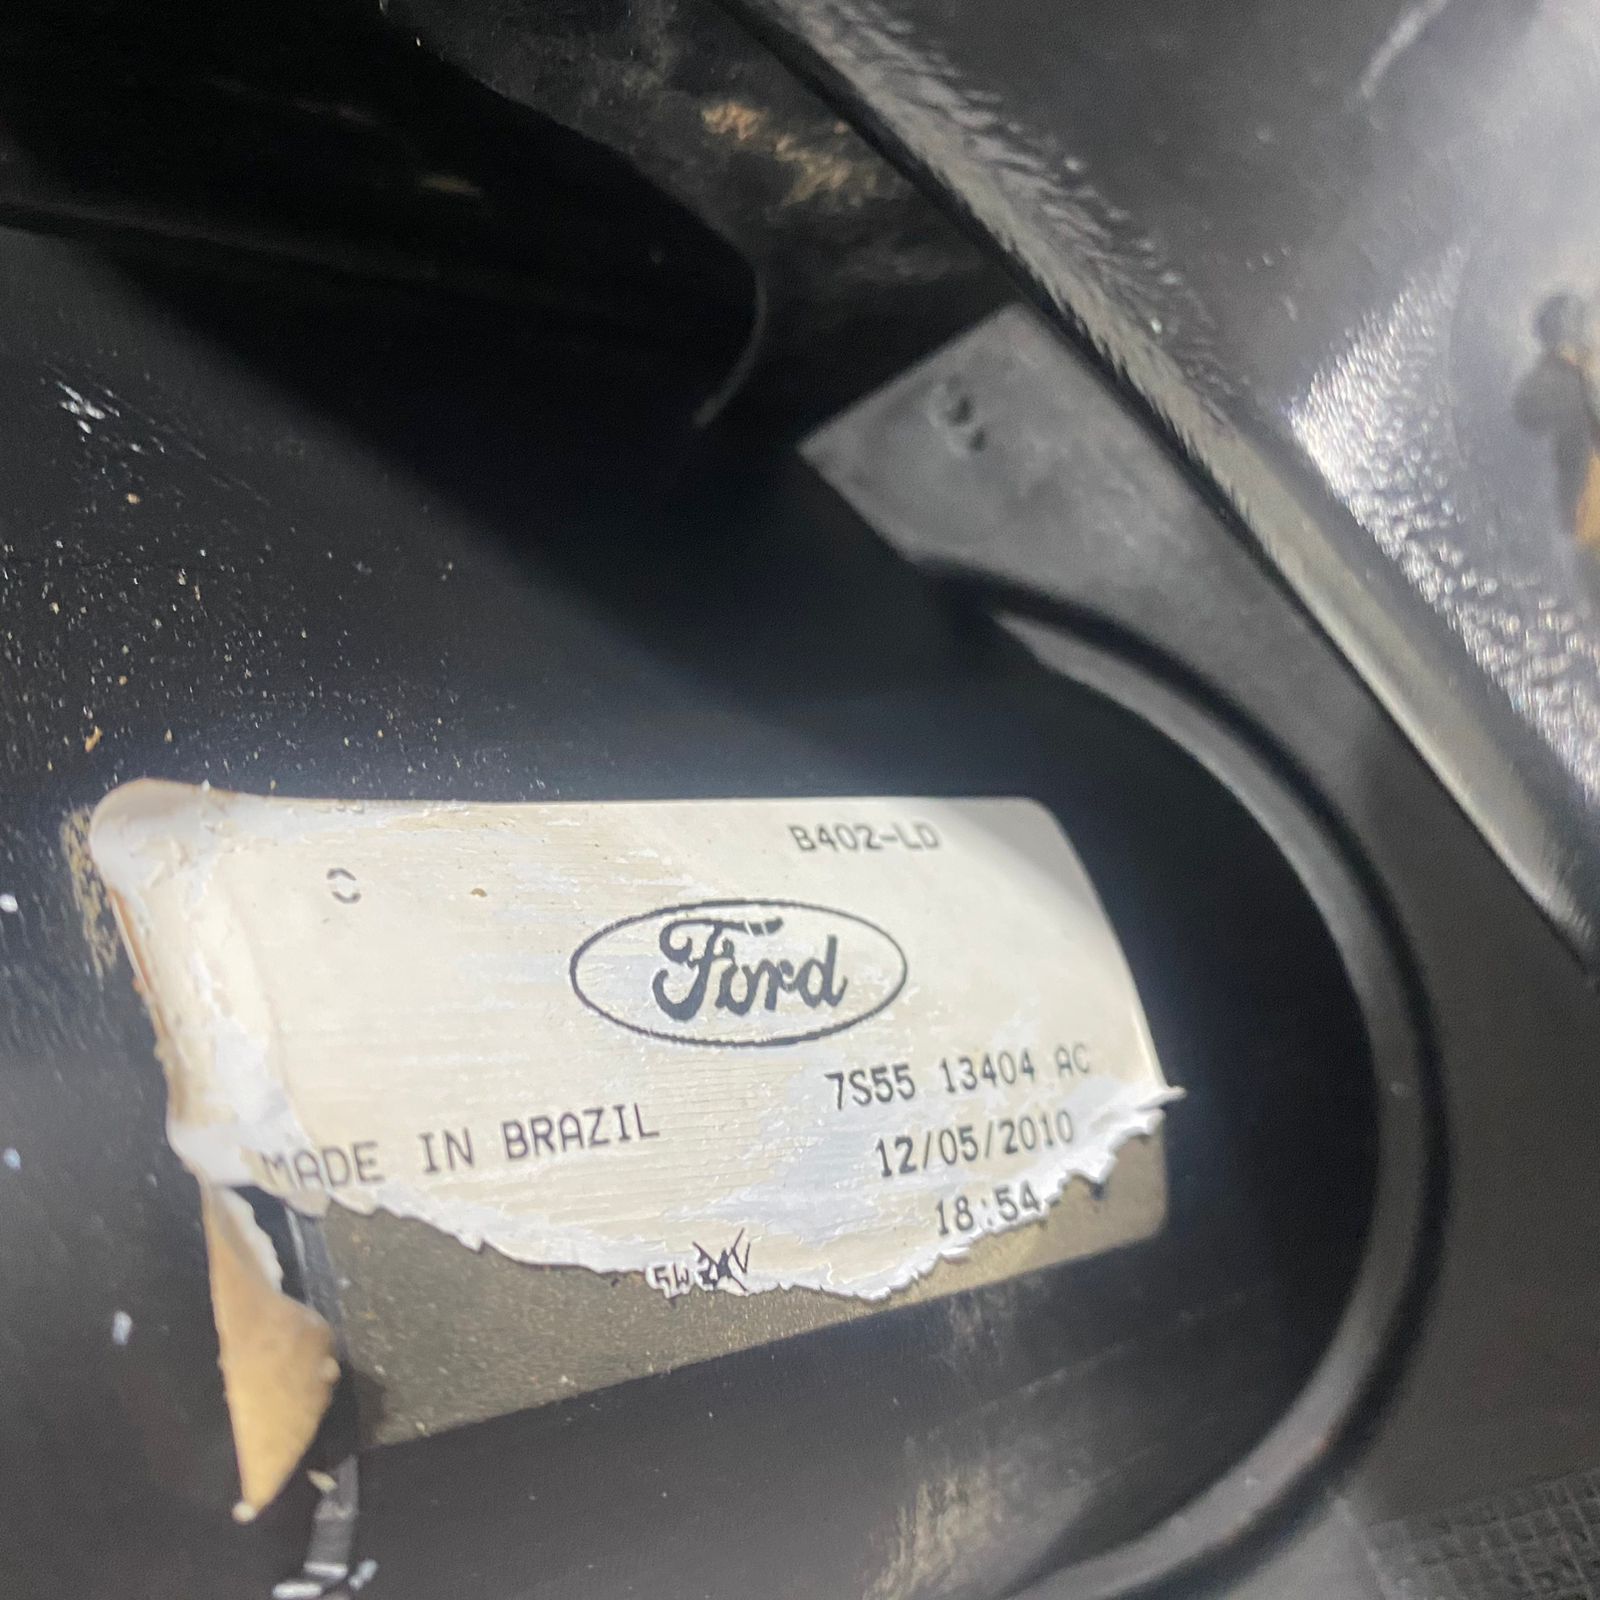 B402-LD
Ford
7S55 13404 AC
MADE IN BRAZIL
12/05/2010
18:54